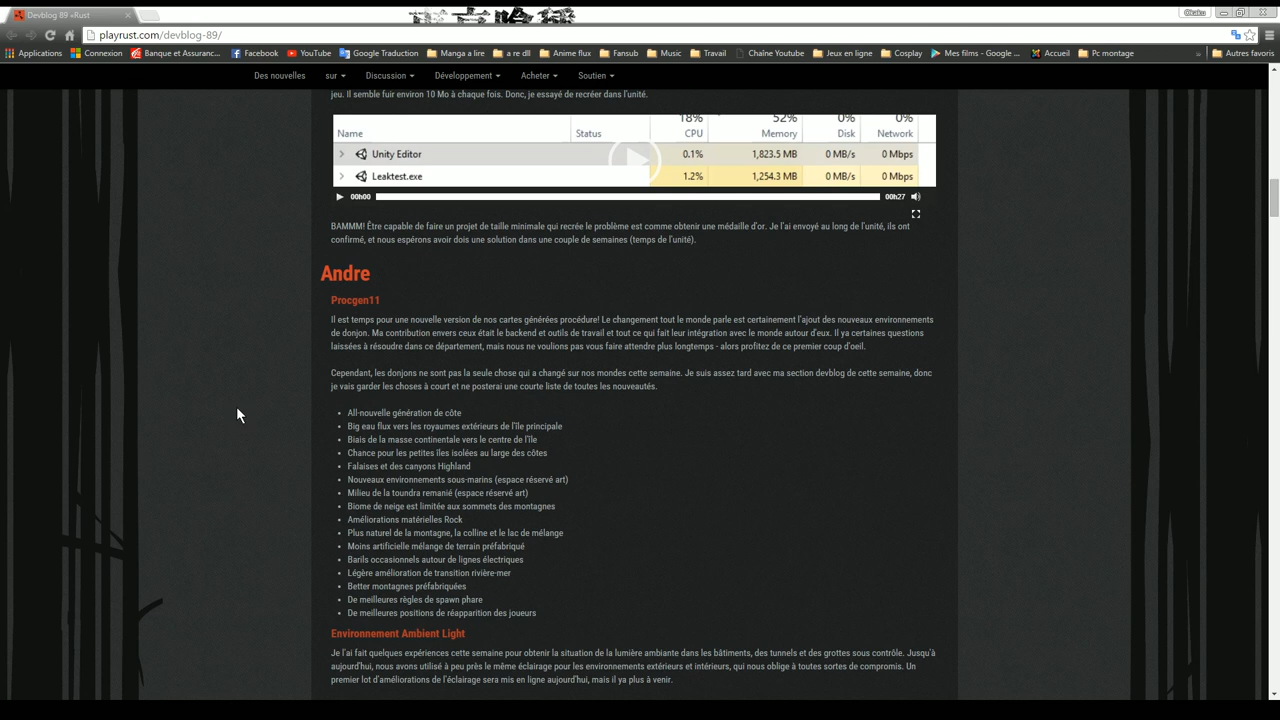 Devblog 89 «Rust
Okaku
playrust.com/devblog-89/
Applications Connexion Banque et Assuranc... Facebook YouTube Google Traduction Manga a lire a re dl Anime flux Fansub Music Travail Chaîne Youtube Jeux en ligne Cosplay Mes films - Google ... Accueil Pc montage » Autres favoris
Des nouvelles sur Discussion Développement Acheter Soutien
jeu. Il semble fuir environ 10 Mo à chaque fois. Donc, je essayé de recréer dans l'unité.
18% 52% 0% 0%
Name Status CPU Memory Disk Network
Unity Editor 0.1% 1,823.5 MB 0 MB/s 0 Mbps
Leaktest.exe 1.2% 1,254.3 MB 0 MB/s 0 Mbps
00h00 00h27
BAMMM! Être capable de faire un projet de taille minimale qui recrée le problème est comme obtenir une médaille d'or. Je l'ai envoyé au long de l'unité, ils ont
confirmé, et nous espérons avoir dois une solution dans une couple de semaines (temps de l'unité).
Andre
Procgen11
Il est temps pour une nouvelle version de nos cartes générées procédure! Le changement tout le monde parle est certainement l'ajout des nouveaux environnements
de donjon. Ma contribution envers ceux était le backend et outils de travail et tout ce qui fait leur intégration avec le monde autour d'eux. Il ya certaines questions
laissées à résoudre dans ce département, mais nous ne voulions pas vous faire attendre plus longtemps - alors profitez de ce premier coup d'oeil.
Cependant, les donjons ne sont pas la seule chose qui a changé sur nos mondes cette semaine. Je suis assez tard avec ma section devblog de cette semaine, donc
je vais garder les choses à court et ne posterai une courte liste de toutes les nouveautés.
All-nouvelle génération de côte
Big eau flux vers les royaumes extérieurs de l'île principale
Biais de la masse continentale vers le centre de l'île
Chance pour les petites îles isolées au large des côtes
Falaises et des canyons Highland
Nouveaux environnements sous-marins (espace réservé art)
Milieu de la toundra remanié (espace réservé art)
Biome de neige est limitée aux sommets des montagnes
Améliorations matérielles Rock
Plus naturel de la montagne, la colline et le lac de mélange
Moins artificielle mélange de terrain préfabriqué
Barils occasionnels autour de lignes électriques
Légère amélioration de transition rivière-mer
Better montagnes préfabriquées
De meilleures règles de spawn phare
De meilleures positions de réapparition des joueurs
Environnement Ambient Light
Je l'ai fait quelques expériences cette semaine pour obtenir la situation de la lumière ambiante dans les bâtiments, des tunnels et des grottes sous contrôle. Jusqu'à
aujourd'hui, nous avons utilisé à peu près le même éclairage pour les environnements extérieurs et intérieurs, qui nous oblige à toutes sortes de compromis. Un
premier lot d'améliorations de l'éclairage sera mis en ligne aujourd'hui, mais il ya plus à venir.